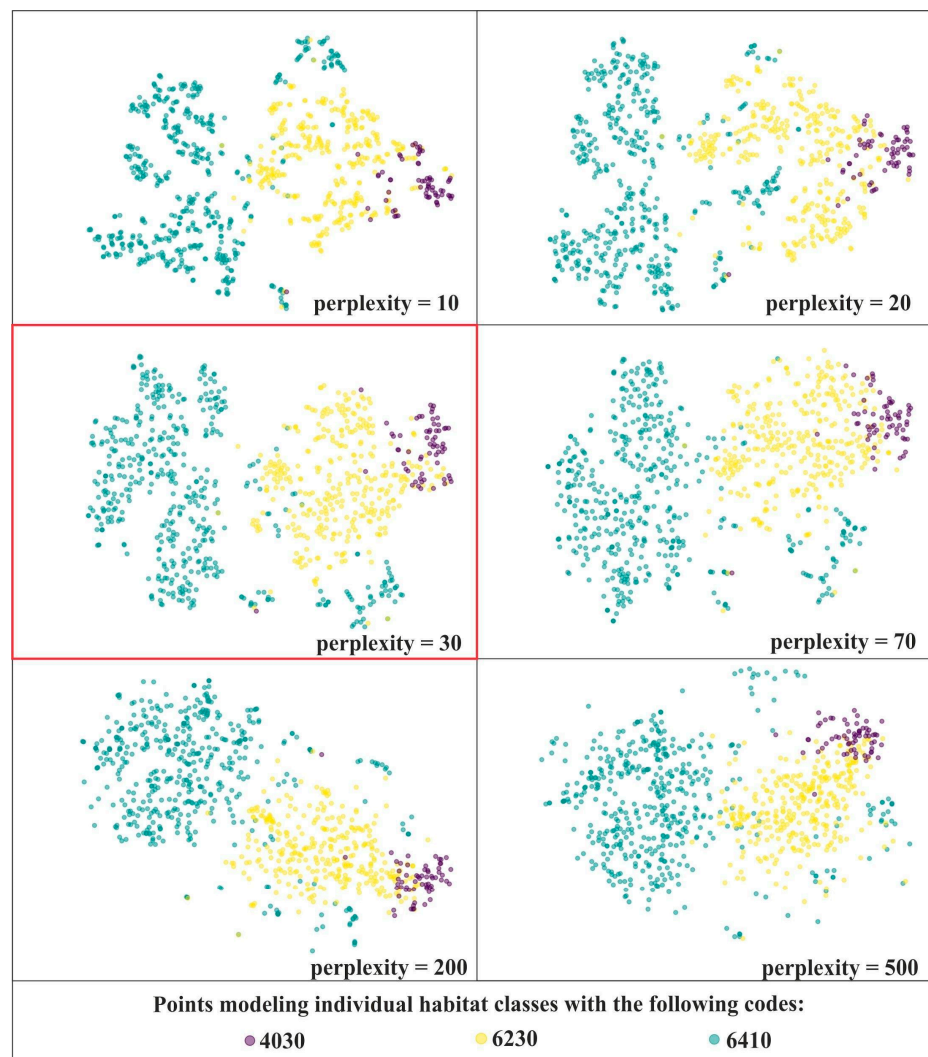 perplexity = 10
perplexity = 20
perplexity = 30
perplexity = 70
perplexity = 200
perplexity = 500
Points modeling individual habitat classes with the following codes:
4030 6230 6410